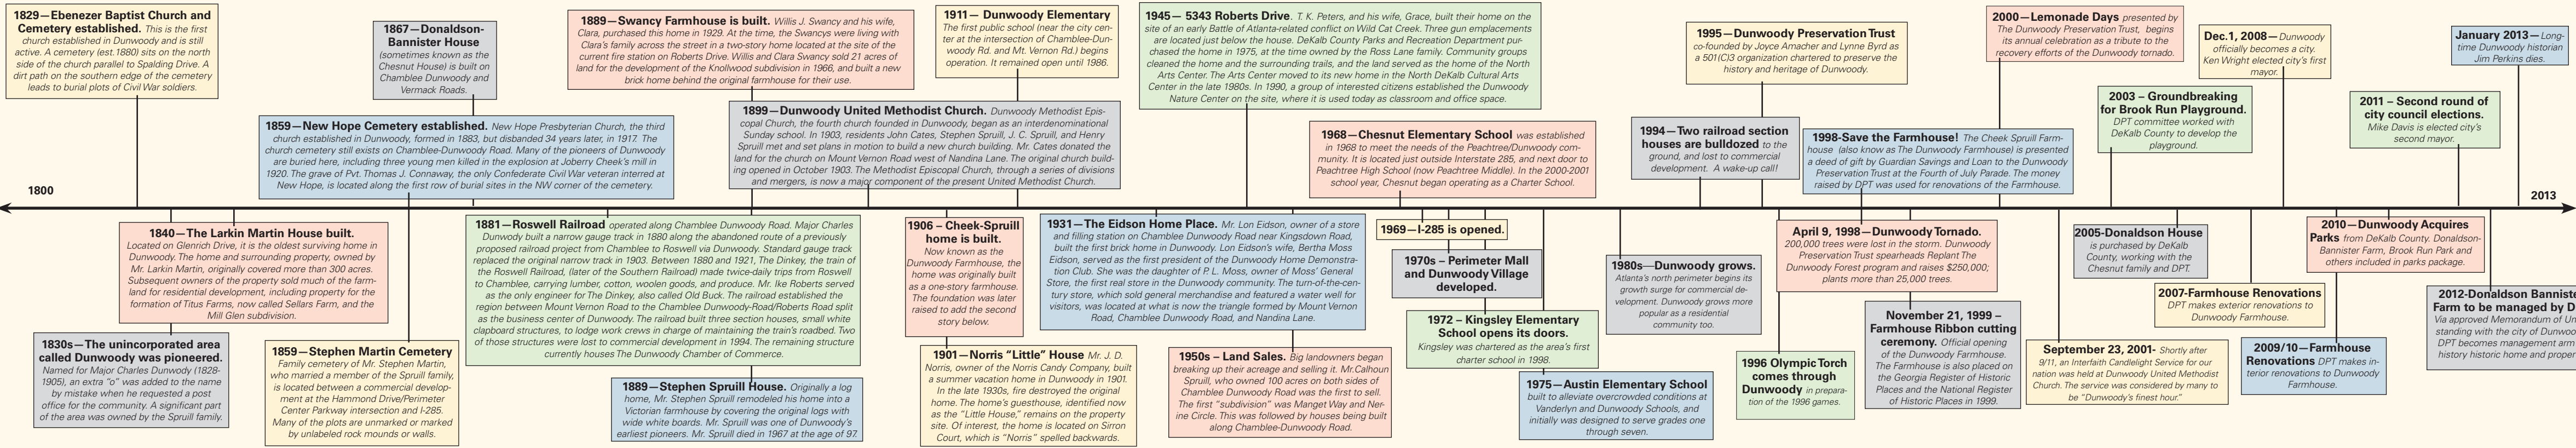 1829—Ebenezer Baptist Church and
Cemetery established. This is the first
church established in Dunwoody and is still
active. A cemetery (est.1880) sits on the north
side of the church parallel to Spalding Drive. A
dirt path on the southern edge of the cemetery
leads to burial plots of Civil War soldiers.
1867—Donaldson-
Bannister House
(sometimes known as the
Chesnut House) is built on
Chamblee Dunwoody and
Vermack Roads.
1859—New Hope Cemetery established. New Hope Presbyterian Church, the third
church established in Dunwoody, formed in 1883, but disbanded 34 years later, in 1917. The
church cemetery still exists on Chamblee-Dunwoody Road. Many of the pioneers of Dunwoody
are buried here, including three young men killed in the explosion at Joberry Cheek's mill in
1920. The grave of Pvt. Thomas J. Connaway, the only Confederate Civil War veteran interred at
New Hope, is located along the first row of burial sites in the NW corner of the cemetery.
1889—Swancy Farmhouse is built. Willis J. Swancy and his wife,
Clara, purchased this home in 1929. At the time, the Swancys were living with
Clara's family across the street in a two-story home located at the site of the
current fire station on Roberts Drive. Willis and Clara Swancy sold 21 acres of
land for the development of the Knollwood subdivision in 1966, and built a new
brick home behind the original farmhouse for their use.
1911— Dunwoody Elementary
The first public school (near the city cen-
ter at the intersection of Chamblee-Dun-
woody Rd. and Mt. Vernon Rd.) begins
operation. It remained open until 1986.
1899—Dunwoody United Methodist Church. Dunwoody Methodist Epis-
copal Church, the fourth church founded in Dunwoody, began as an interdenominational
Sunday school. In 1903, residents John Cates, Stephen Spruill, J. C. Spruill, and Henry
Spruill met and set plans in motion to build a new church building. Mr. Cates donated the
land for the church on Mount Vernon Road west of Nandina Lane. The original church build-
ing opened in October 1903. The Methodist Episcopal Church, through a series of divisions
and mergers, is now a major component of the present United Methodist Church.
1945— 5343 Roberts Drive. T. K. Peters, and his wife, Grace, built their home on the
site of an early Battle of Atlanta-related conflict on Wild Cat Creek. Three gun emplacements
are located just below the house. DeKalb County Parks and Recreation Department pur-
chased the home in 1975, at the time owned by the Ross Lane family. Community groups
cleaned the home and the surrounding trails, and the land served as the home of the North
Arts Center. The Arts Center moved to its new home in the North DeKalb Cultural Arts
Center in the late 1980s. In 1990, a group of interested citizens established the Dunwoody
Nature Center on the site, where it is used today as classroom and office space.
1968—Chesnut Elementary School was established
in 1968 to meet the needs of the Peachtree/Dunwoody com-
munity. It is located just outside Interstate 285, and next door to
Peachtree High School (now Peachtree Middle). In the 2000-2001
school year, Chesnut began operating as a Charter School.
1995—Dunwoody Preservation Trust
co-founded by Joyce Amacher and Lynne Byrd as
a 501(C)3 organization chartered to preserve the
history and heritage of Dunwoody.
1994—Two railroad section
houses are bulldozed to the
ground, and lost to commercial
development. A wake-up call!
2000—Lemonade Days presented by
The Dunwoody Preservation Trust, begins
its annual celebration as a tribute to the
recovery efforts of the Dunwoody tornado.
1998-Save the Farmhouse! The Cheek Spruill Farm-
house (also know as The Dunwoody Farmhouse) is presented
a deed of gift by Guardian Savings and Loan to the Dunwoody
Preservation Trust at the Fourth of July Parade. The money
raised by DPT was used for renovations of the Farmhouse.
Dec.1, 2008—Dunwoody
officially becomes a city.
Ken Wright elected city's first
mayor.
2003 – Groundbreaking
for Brook Run Playground.
DPT committee worked with
DeKalb County to develop the
playground.
January 2013—Long-
time Dunwoody historian
Jim Perkins dies.
2011 – Second round of
city council elections.
Mike Davis is elected city's
second mayor.
1800
2013
1840—The Larkin Martin House built.
Located on Glenrich Drive, it is the oldest surviving home in
Dunwoody. The home and surrounding property, owned by
Mr. Larkin Martin, originally covered more than 300 acres.
Subsequent owners of the property sold much of the farm-
land for residential development, including property for the
formation of Titus Farms, now called Sellars Farm, and the
Mill Glen subdivision.
1830s—The unincorporated area
called Dunwoody was pioneered.
Named for Major Charles Dunwody (1828-
1905), an extra "o" was added to the name
by mistake when he requested a post
office for the community. A significant part
of the area was owned by the Spruill family.
1859—Stephen Martin Cemetery
Family cemetery of Mr. Stephen Martin,
who married a member of the Spruill family,
is located between a commercial develop-
ment at the Hammond Drive/Perimeter
Center Parkway intersection and I-285.
Many of the plots are unmarked or marked
by unlabeled rock mounds or walls.
1881—Roswell Railroad operated along Chamblee Dunwoody Road. Major Charles
Dunwody built a narrow gauge track in 1880 along the abandoned route of a previously
proposed railroad project from Chamblee to Roswell via Dunwoody. Standard gauge track
replaced the original narrow track in 1903. Between 1880 and 1921, The Dinkey, the train of
the Roswell Railroad, (later of the Southern Railroad) made twice-daily trips from Roswell
to Chamblee, carrying lumber, cotton, woolen goods, and produce. Mr. Ike Roberts served
as the only engineer for The Dinkey, also called Old Buck. The railroad established the
region between Mount Vernon Road to the Chamblee Dunwoody-Road/Roberts Road split
as the business center of Dunwoody. The railroad built three section houses, small white
clapboard structures, to lodge work crews in charge of maintaining the train's roadbed. Two
of those structures were lost to commercial development in 1994. The remaining structure
currently houses The Dunwoody Chamber of Commerce.
1889—Stephen Spruill House. Originally a log
home, Mr. Stephen Spruill remodeled his home into a
Victorian farmhouse by covering the original logs with
wide white boards. Mr. Spruill was one of Dunwoody's
earliest pioneers. Mr. Spruill died in 1967 at the age of 97.
1906 – Cheek-Spruill
home is built.
Now known as the
Dunwoody Farmhouse, the
home was originally built
as a one-story farmhouse.
The foundation was later
raised to add the second
story below.
1901—Norris "Little" House Mr. J. D.
Norris, owner of the Norris Candy Company, built
a summer vacation home in Dunwoody in 1901.
In the late 1930s, fire destroyed the original
home. The home's guesthouse, identified now
as the "Little House," remains on the property
site. Of interest, the home is located on Sirron
Court, which is "Norris" spelled backwards.
1931—The Eidson Home Place. Mr. Lon Eidson, owner of a store
and filling station on Chamblee Dunwoody Road near Kingsdown Road,
built the first brick home in Dunwoody. Lon Eidson's wife, Bertha Moss
Eidson, served as the first president of the Dunwoody Home Demonstra-
tion Club. She was the daughter of P. L. Moss, owner of Moss' General
Store, the first real store in the Dunwoody community. The turn-of-the-cen-
tury store, which sold general merchandise and featured a water well for
visitors, was located at what is now the triangle formed by Mount Vernon
Road, Chamblee Dunwoody Road, and Nandina Lane.
1950s – Land Sales. Big landowners began
breaking up their acreage and selling it. Mr.Calhoun
Spruill, who owned 100 acres on both sides of
Chamblee Dunwoody Road was the first to sell.
The first "subdivision" was Manget Way and Ner-
ine Circle. This was followed by houses being built
along Chamblee-Dunwoody Road.
1969—I-285 is opened.
1970s – Perimeter Mall
and Dunwoody Village
developed.
1972 – Kingsley Elementary
School opens its doors.
Kingsley was chartered as the area's first
charter school in 1998.
1975—Austin Elementary School
built to alleviate overcrowded conditions at
Vanderlyn and Dunwoody Schools, and
initially was designed to serve grades one
through seven.
1980s—Dunwoody grows.
Atlanta's north perimeter begins its
growth surge for commercial de-
velopment. Dunwoody grows more
popular as a residential
community too.
April 9, 1998—Dunwoody Tornado.
200,000 trees were lost in the storm. Dunwoody
Preservation Trust spearheads Replant The
Dunwoody Forest program and raises $250,000;
plants more than 25,000 trees.
1996 Olympic Torch
comes through
Dunwoody in prepara-
tion of the 1996 games.
November 21, 1999 –
Farmhouse Ribbon cutting
ceremony. Official opening
of the Dunwoody Farmhouse.
The Farmhouse is also placed on
the Georgia Register of Historic
Places and the National Register
of Historic Places in 1999.
2005-Donaldson House
is purchased by DeKalb
County, working with the
Chesnut family and DPT.
September 23, 2001- Shortly after
9/11, an Interfaith Candlelight Service for our
nation was held at Dunwoody United Methodist
Church. The service was considered by many to
be "Dunwoody's finest hour."
2007-Farmhouse Renovations
DPT makes exterior renovations to
Dunwoody Farmhouse.
2009/10—Farmhouse
Renovations DPT makes in-
terior renovations to Dunwoody
Farmhouse.
2010—Dunwoody Acquires
Parks from DeKalb County. Donaldson-
Bannister Farm, Brook Run Park and
others included in parks package.
2012-Donaldson Banniste
Farm to be managed by D
Via approved Memorandum of Un
standing with the city of Dunwoo
DPT becomes management arm
history historic home and proper